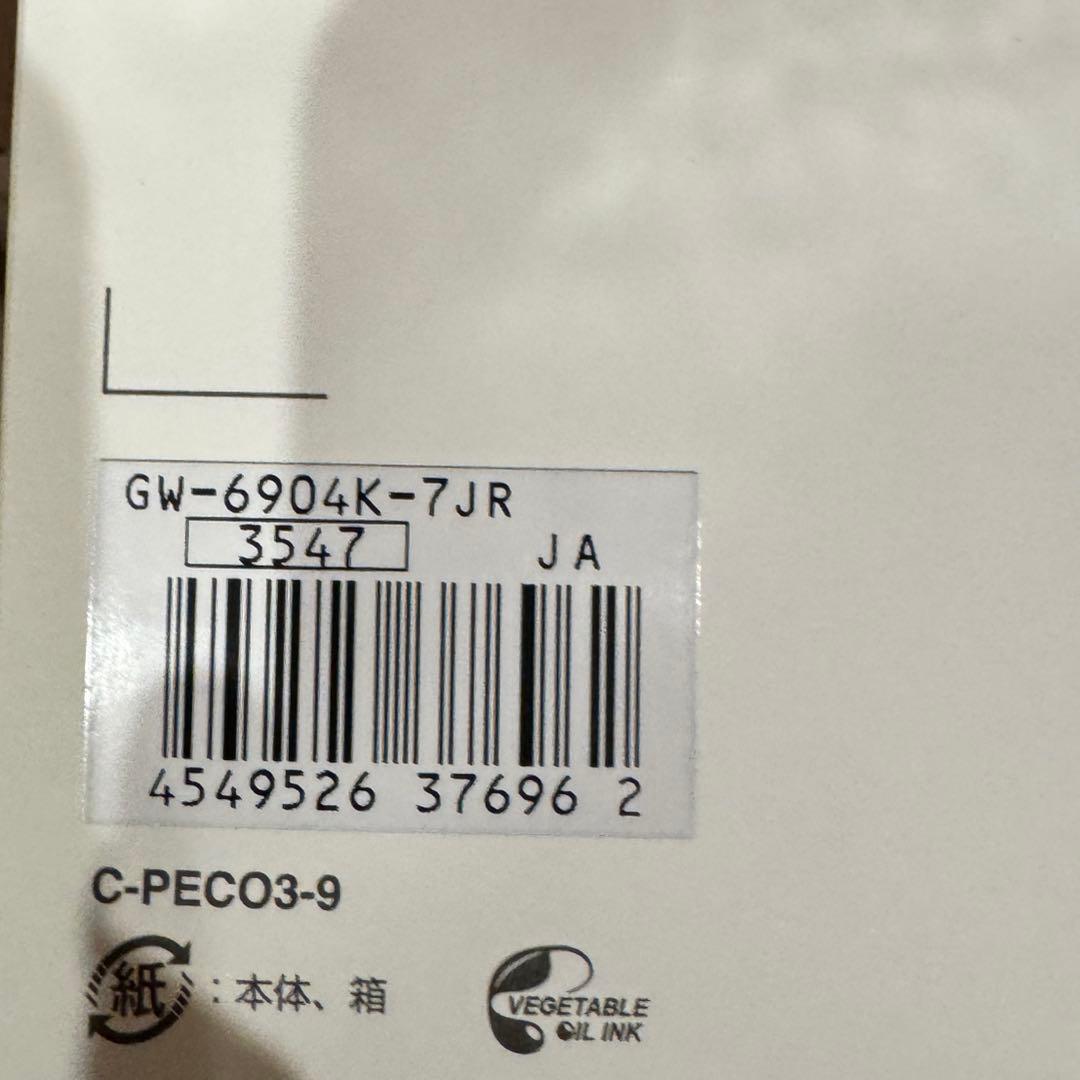 GW-6904K-7JR
3547 JA
4549526 37696 2
C-PECO3-9
紙 : 本体、箱
VEGETABLE
OIL INK